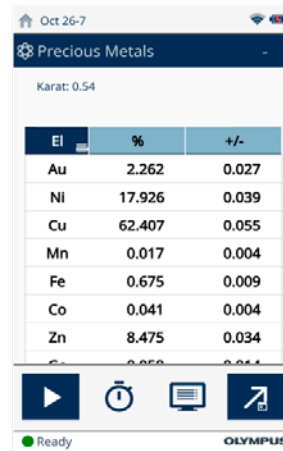 Oct 26-7
Precious Metals -
Karat: 0.54
El % +/-
Au 2.262 0.027
Ni 17.926 0.039
Cu 62.407 0.055
Mn 0.017 0.004
Fe 0.675 0.009
Co 0.041 0.004
Zn 8.475 0.034
Ready OLYMPUS